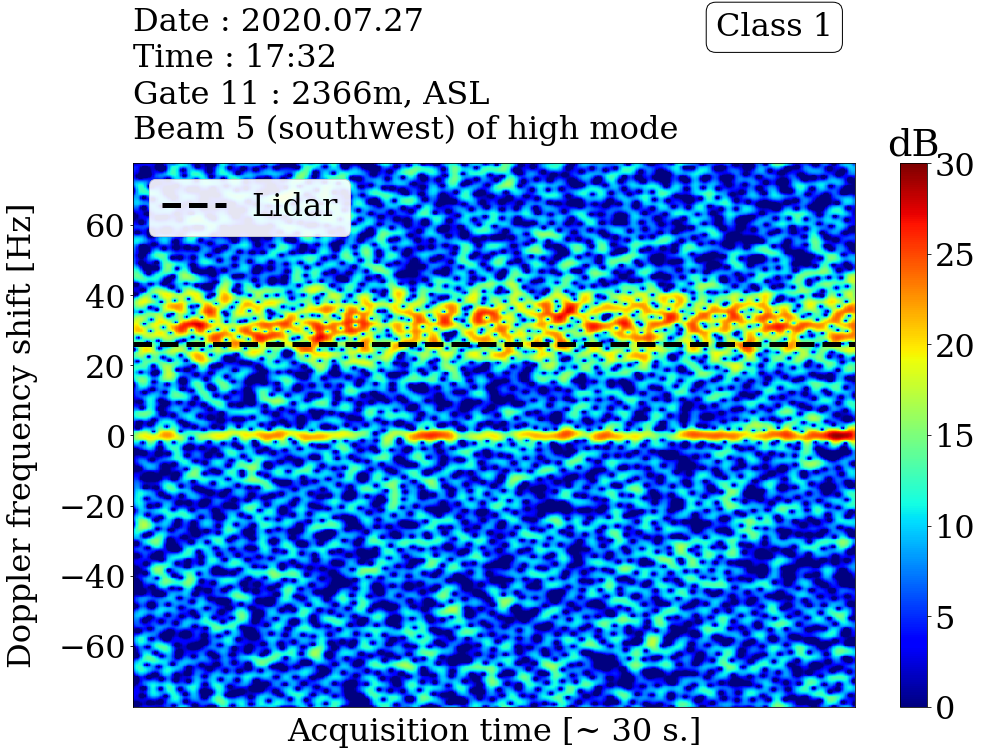 Date : 2020.07.27
Time : 17:32
Gate 11 : 2366m, ASL
Beam 5 (southwest) of high mode
Class 1
dB
Lidar
Doppler frequency shift [Hz]
60
40
20
0
−20
−40
−60
30
25
20
15
10
5
0
Acquisition time [~ 30 s.]